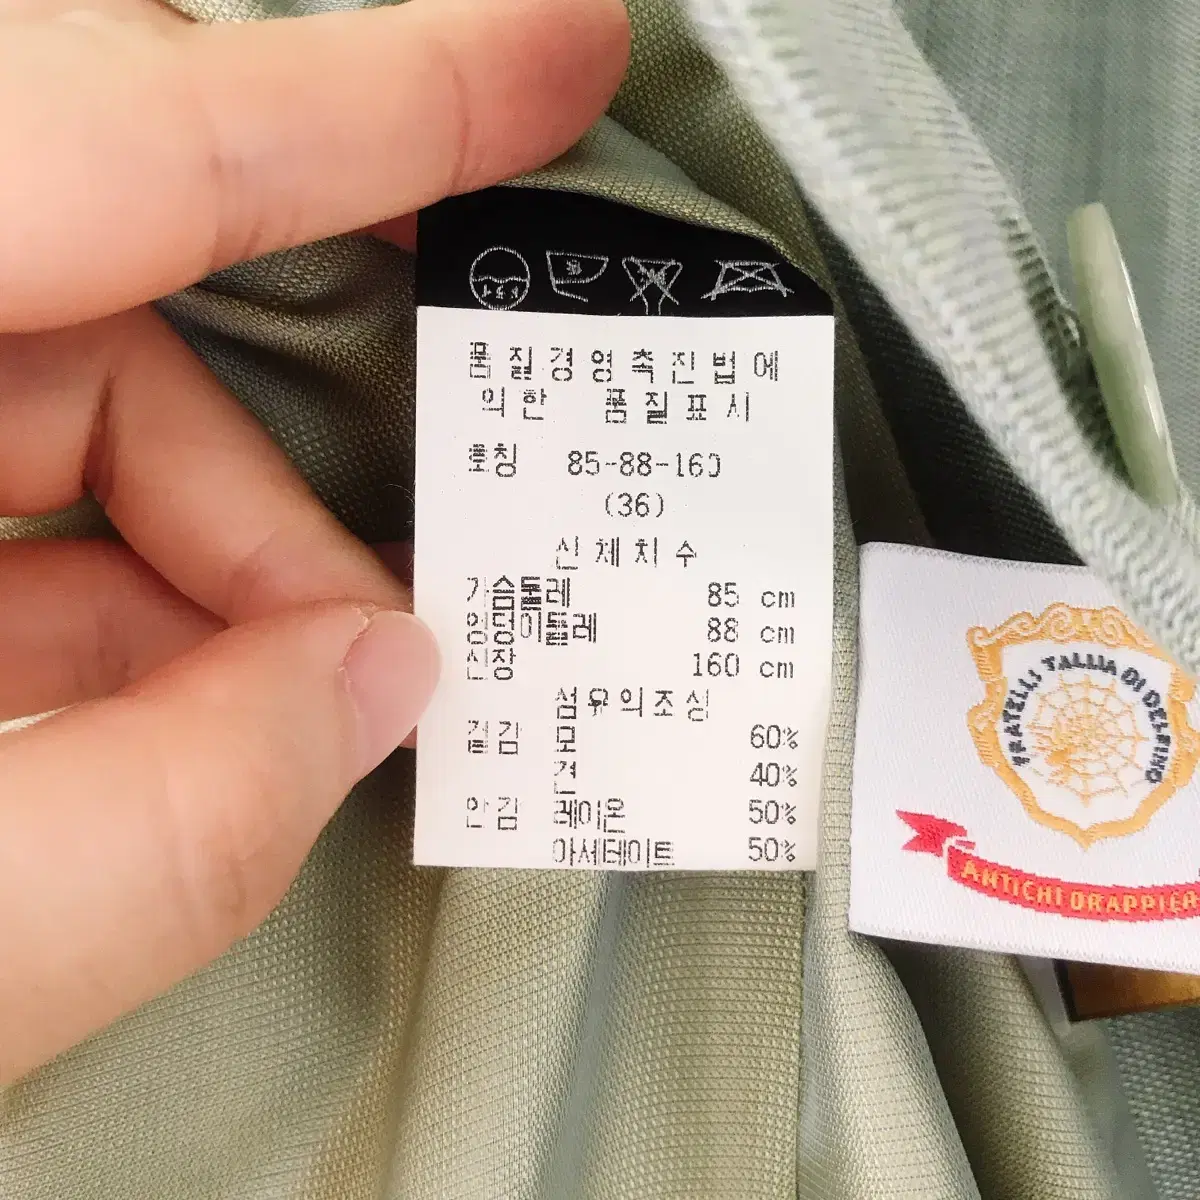 품질경영촉진법에
의한 품질표시
호칭 85-88-160
(36)
신체치수
가슴둘레 85 cm
엉덩이둘레 88 cm
신장 160 cm
섬유의조성
겉감 모 60%
견 40%
안감 레이온 50%
아세테이트 50%
FRATELLI TALLIA DI DELFINO
ANTICHI DRAPPIER